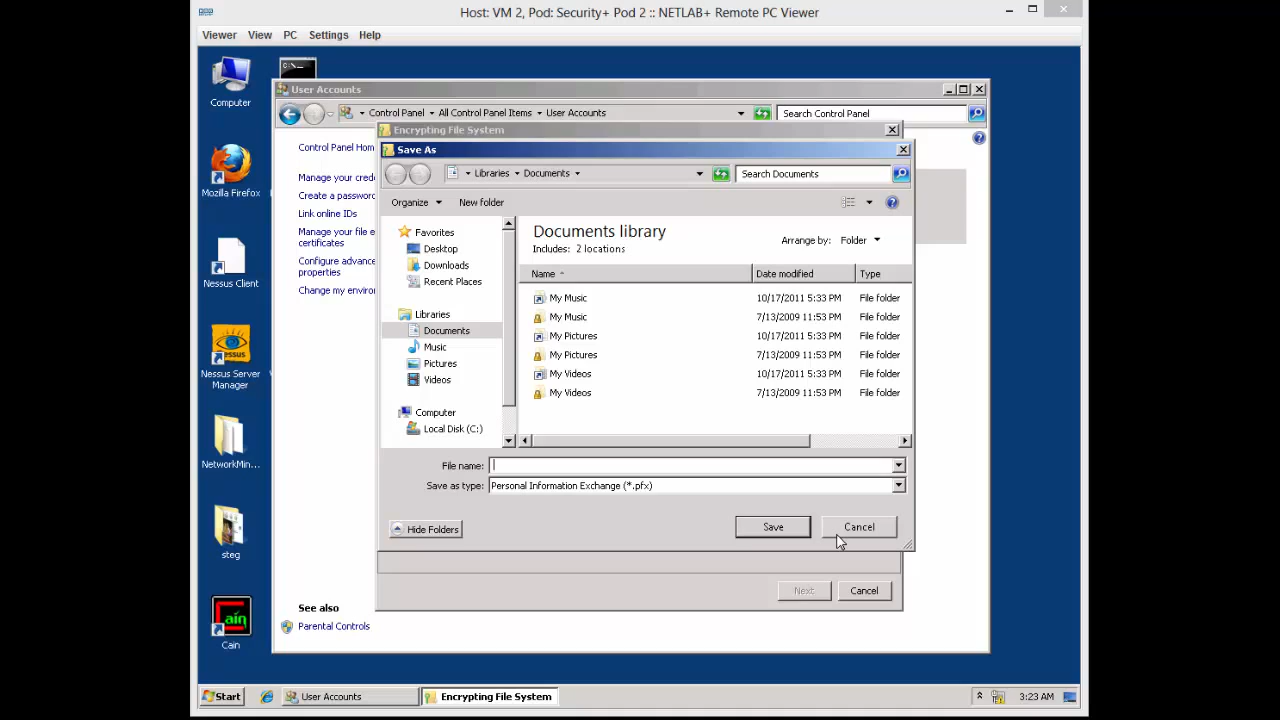 Host: VM 2, Pod: Security+ Pod 2 :: NETLAB+ Remote PC Viewer
Viewer View PC Settings Help
Computer
Mozilla Firefox
Nessus Client
Nessus Server
Manager
NetworkMin...
steg
Cain
User Accounts
Control Panel All Control Panel Items User Accounts
Search Control Panel
Control Panel Hom
Manage your crede
Create a password
Link online IDs
Manage your file e
certificates
Configure advance
properties
Change my environ
See also
Parental Controls
Encrypting File System
Save As
Libraries Documents
Search Documents
Organize New folder
Favorites
Desktop
Downloads
Recent Places
Libraries
Documents
Music
Pictures
Videos
Computer
Local Disk (C:)
Documents library
Includes: 2 locations
Arrange by: Folder
Name Date modified Type
My Music 10/17/2011 5:33 PM File folder
My Music 7/13/2009 11:53 PM File folder
My Pictures 10/17/2011 5:33 PM File folder
My Pictures 7/13/2009 11:53 PM File folder
My Videos 10/17/2011 5:33 PM File folder
My Videos 7/13/2009 11:53 PM File folder
File name:
Save as type: Personal Information Exchange (*.pfx)
Hide Folders
Save Cancel
Next Cancel
Start User Accounts Encrypting File System 3:23 AM